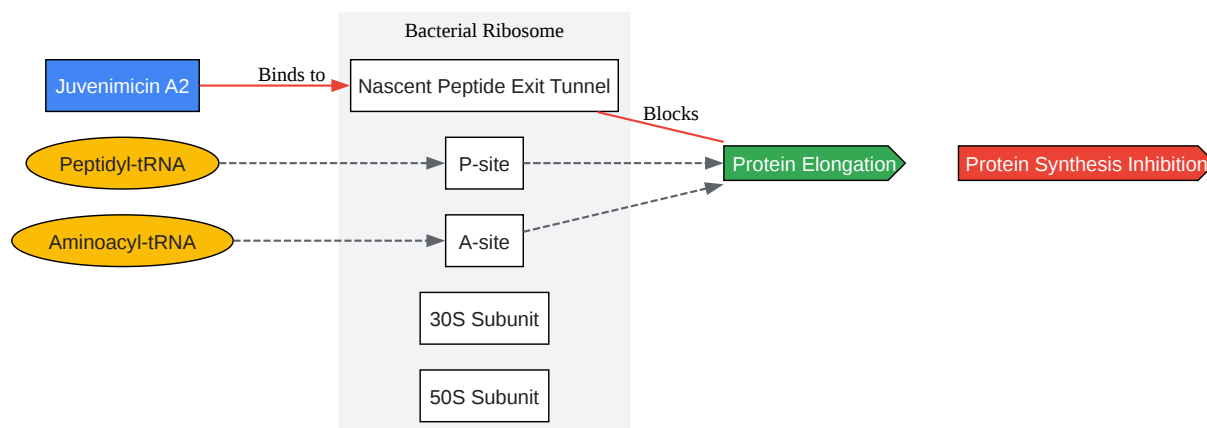 Bacterial Ribosome
Juvenimicin A2
Binds to
Nascent Peptide Exit Tunnel
Blocks
Peptidyl-tRNA
P-site
Protein Elongation
Protein Synthesis Inhibition
Aminoacyl-tRNA
A-site
30S Subunit
50S Subunit